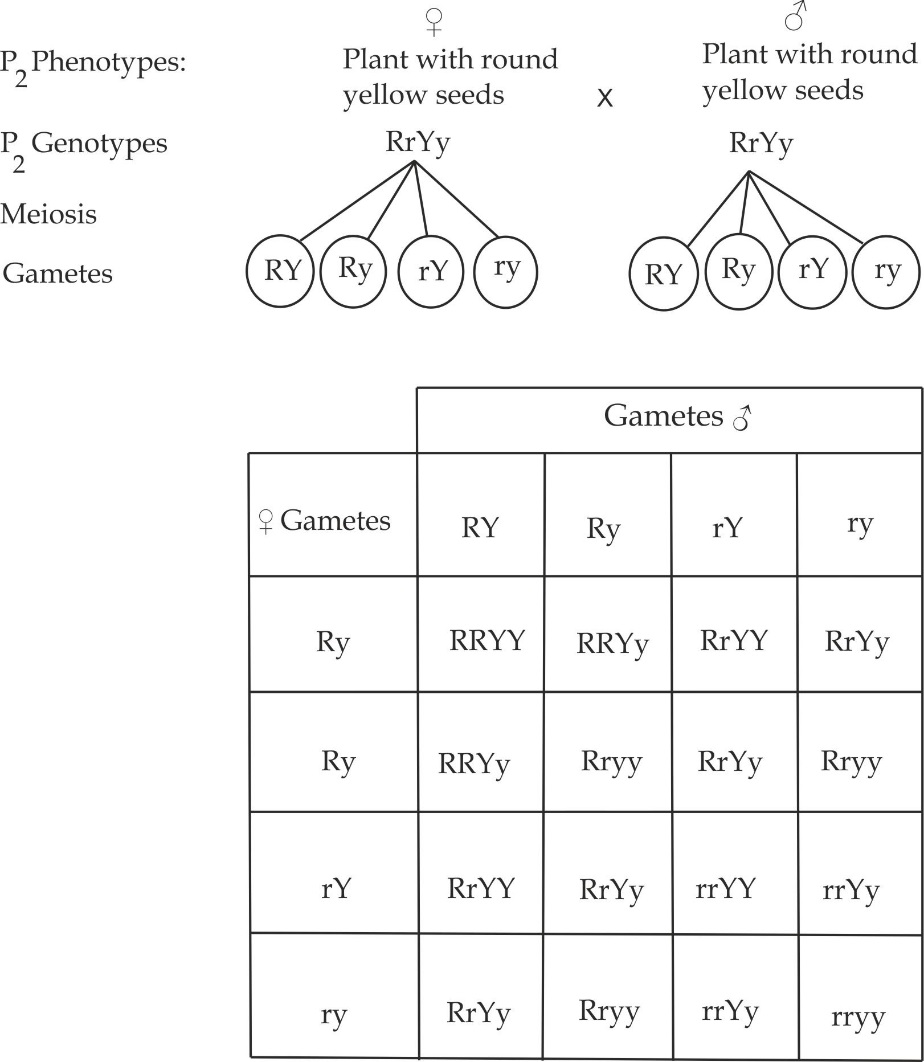 ♀ ♂
P2 Phenotypes: Plant with round Plant with round
yellow seeds x yellow seeds
P2 Genotypes RrYy RrYy
Meiosis
Gametes RY Ry rY ry RY Ry rY ry
Gametes ♂
♀ Gametes RY Ry rY ry
Ry RRYY RRYy RrYY RrYy
Ry RRYy Rryy RrYy Rryy
rY RrYY RrYy rrYY rrYy
ry RrYy Rryy rrYy rryy